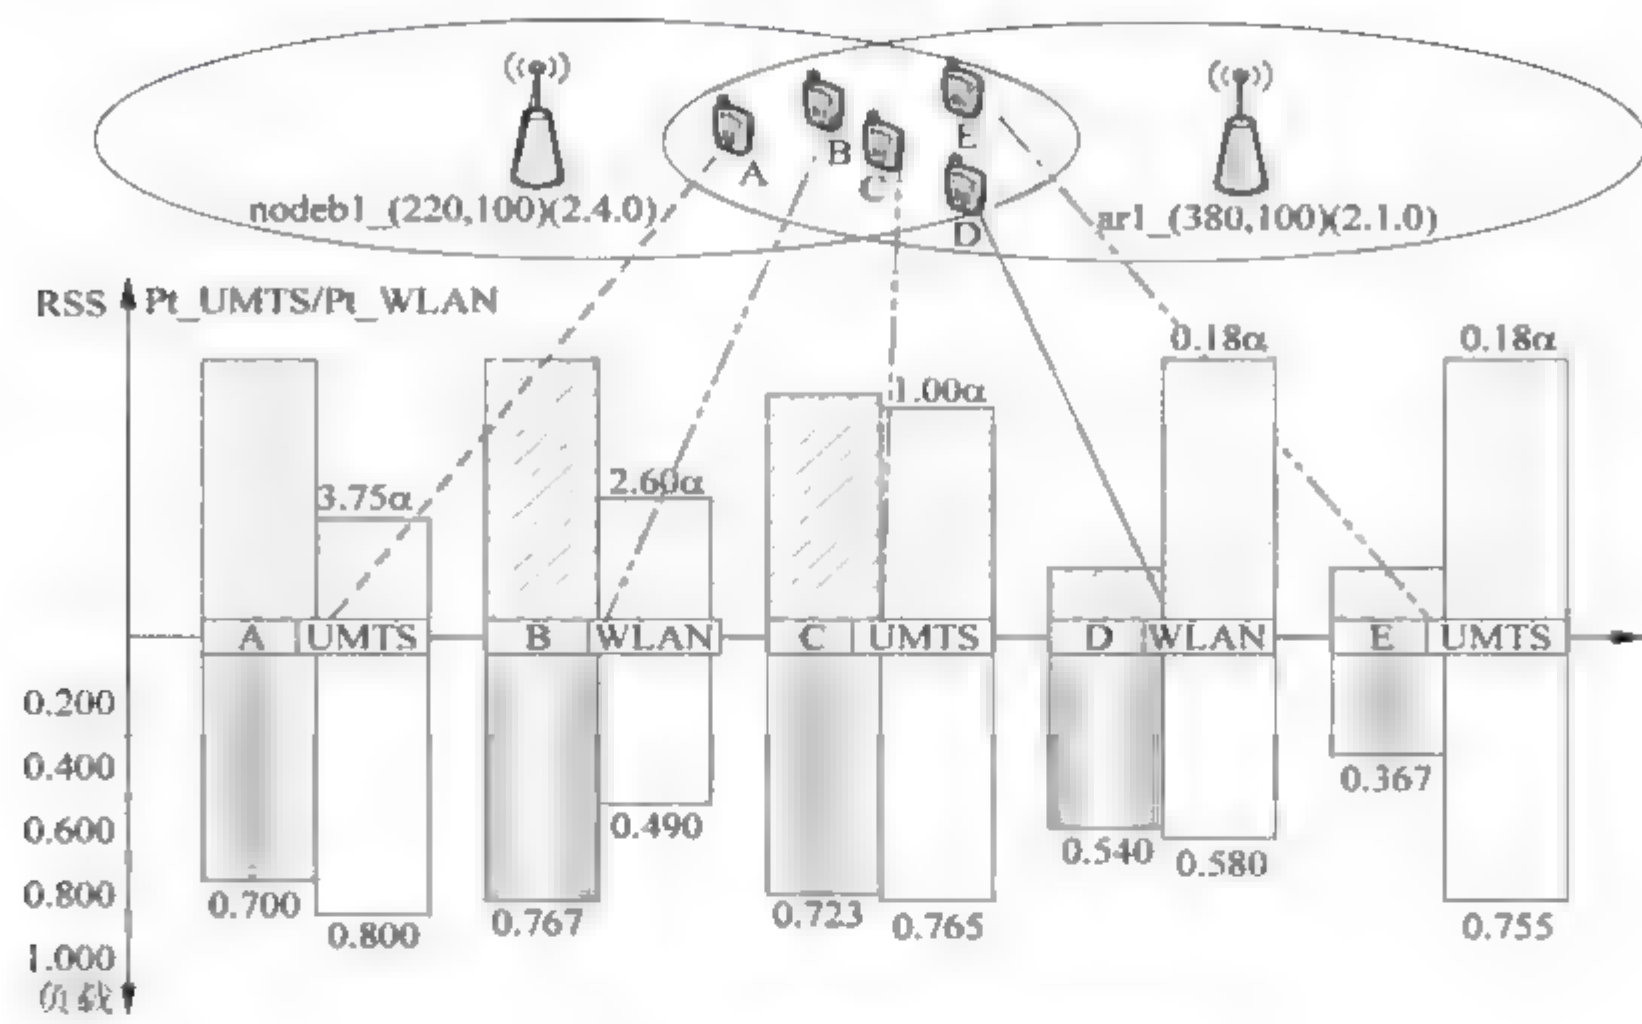 E
B
A
C
D
nodeb1_(220,100)(2.4.0)
ar1_(380,100)(2.1.0)
RSS
Pt_UMTS/Pt_WLAN
0.18α
0.18α
1.00α
3.75α
2.60α
A UMTS
B WLAN
C UMTS
D WLAN
E UMTS
0.200
0.400
0.600
0.800
1.000
负载
0.700
0.800
0.767
0.490
0.723
0.765
0.540
0.580
0.367
0.755